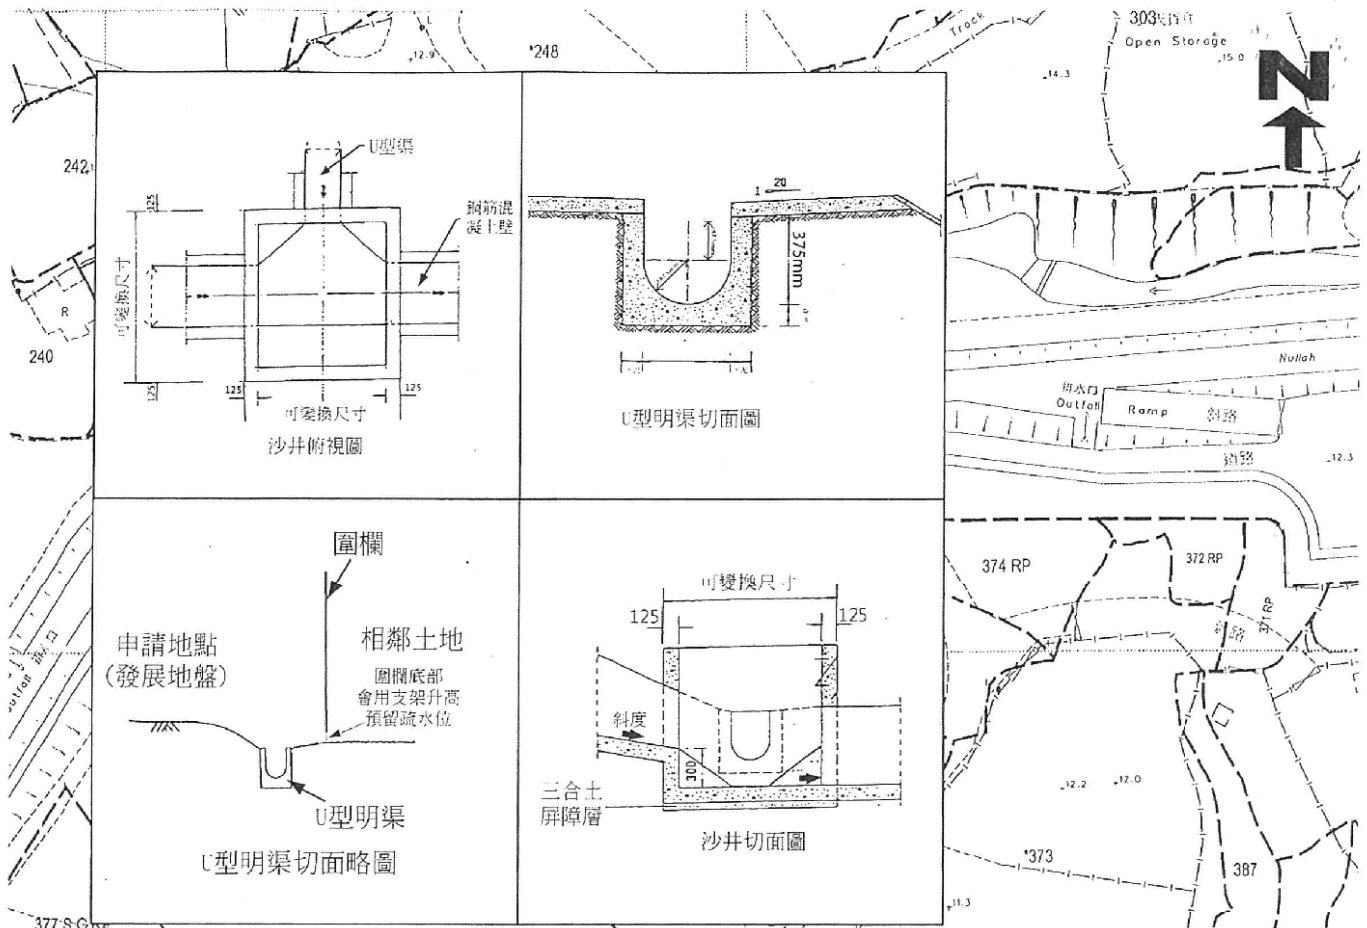 303
Open Storage
Track
*248
.12.9
.14.3
.15.0
N
242
240
R
U型渠
鋼筋混
凝土壁
125
可變換尺寸
125
125
125
可變換尺寸
沙井俯視圖
1
20
375mm
U型明渠切面圖
Nullah
排水口
Outfall
Ramp
斜路
道路
.12.3
圍欄
申請地點
(發展地盤)
相鄰土地
圍欄底部
會用支架升高
預留疏水位
U型明渠
U型明渠切面略圖
可變換尺寸
125
125
斜度
300
三合土
屏障層
沙井切面圖
374 RP
372 RP
371 RP
道路
Outfall
排水口
.12.2
.12.0
*373
387
.11.3
377 S.G